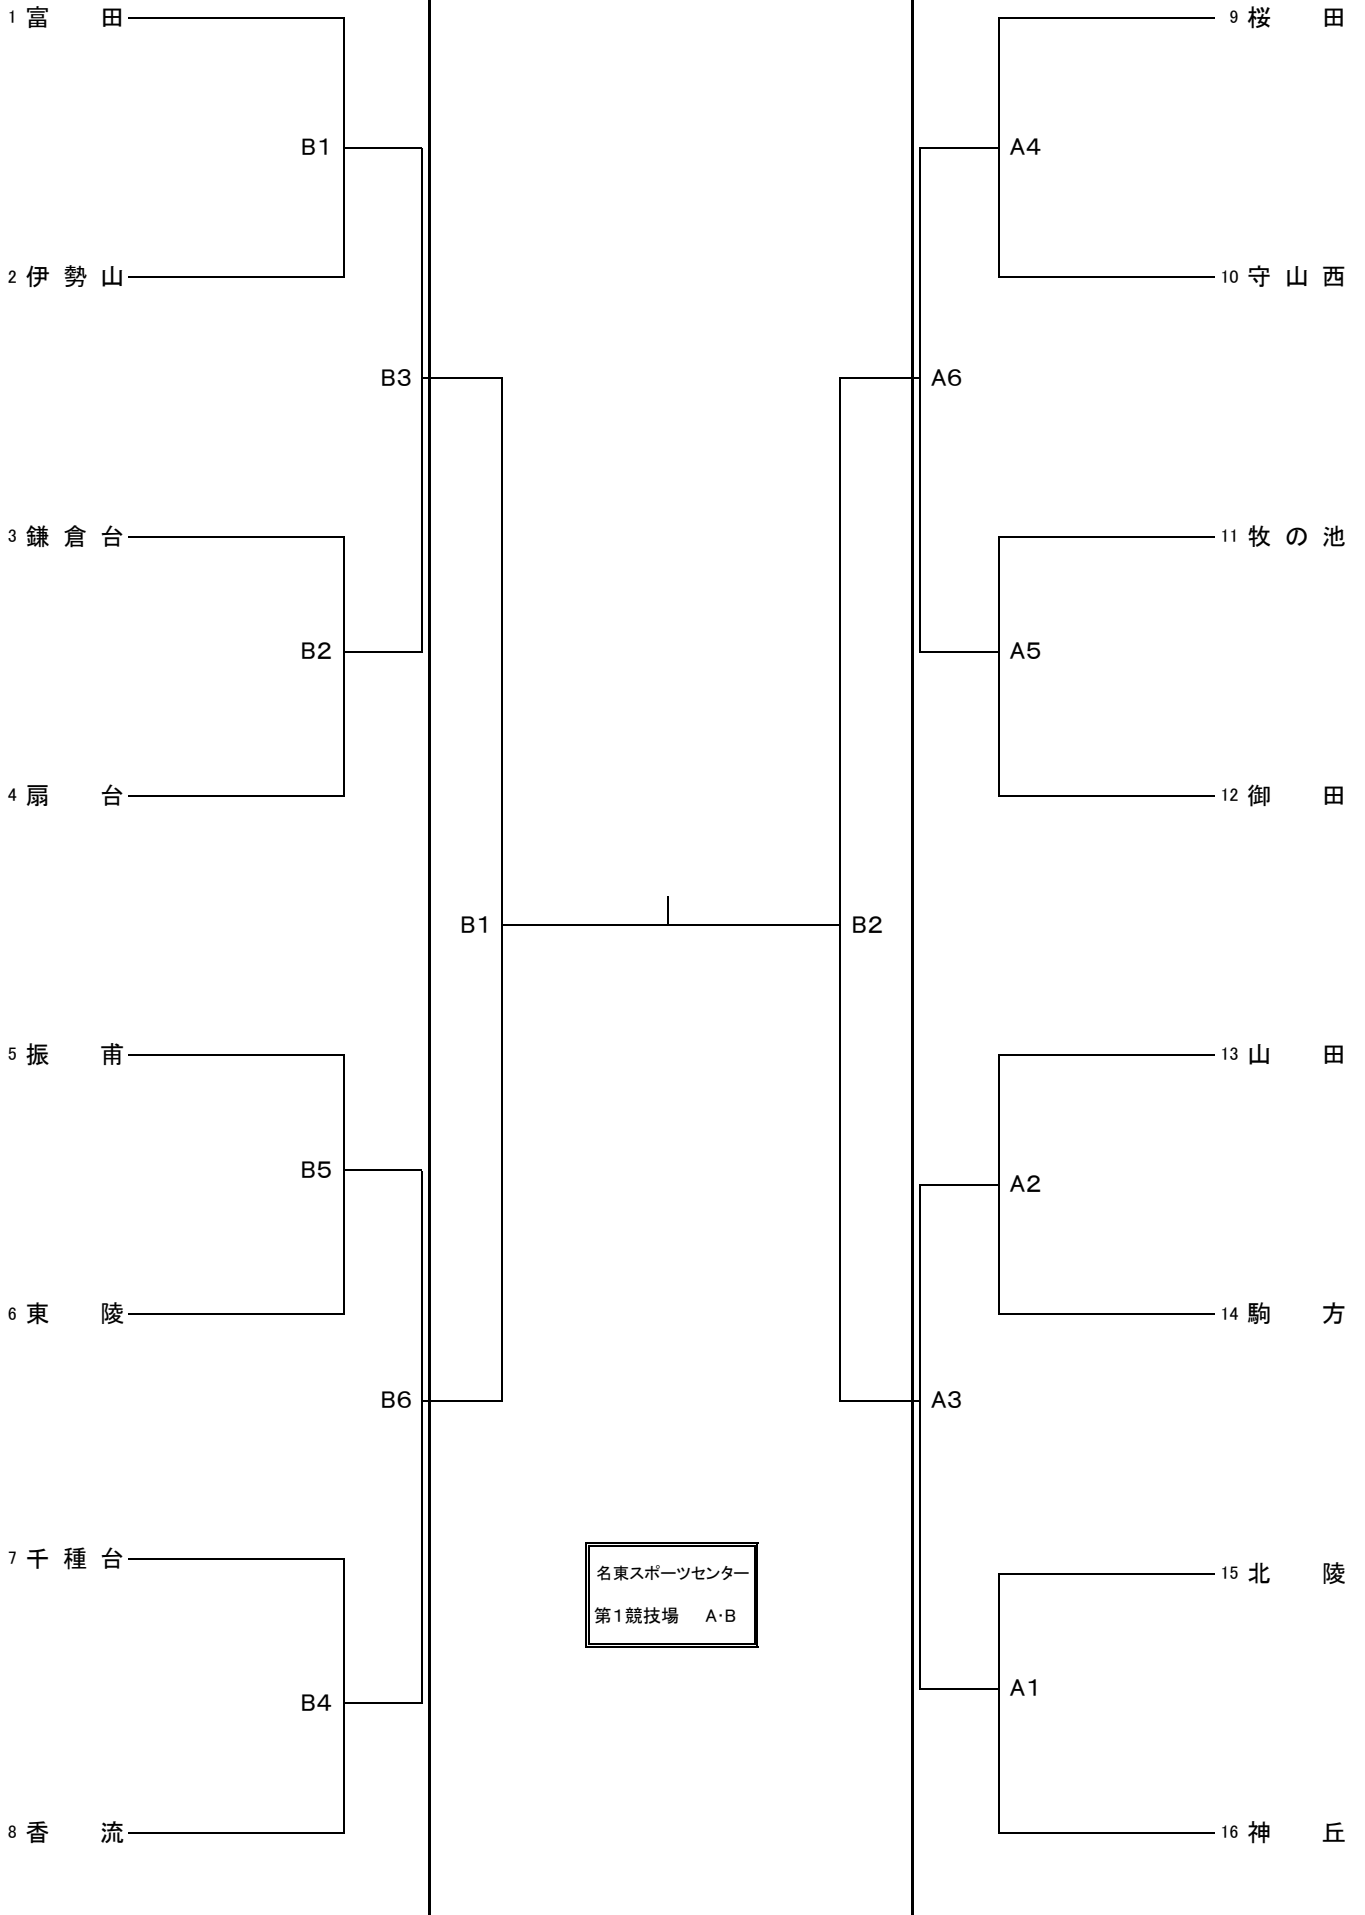 1 富 田
B1
2 伊 勢 山
B3
3 鎌 倉 台
B2
4 扇 台
B1
5 振 甫
B5
6 東 陵
B6
7 千 種 台
B4
8 香 流
9 桜 田
A4
10 守 山 西
A6
11 牧 の 池
A5
12 御 田
B2
13 山 田
A2
14 駒 方
A3
15 北 陵
A1
16 神 丘
名東スポーツセンター
第1競技場 A・B